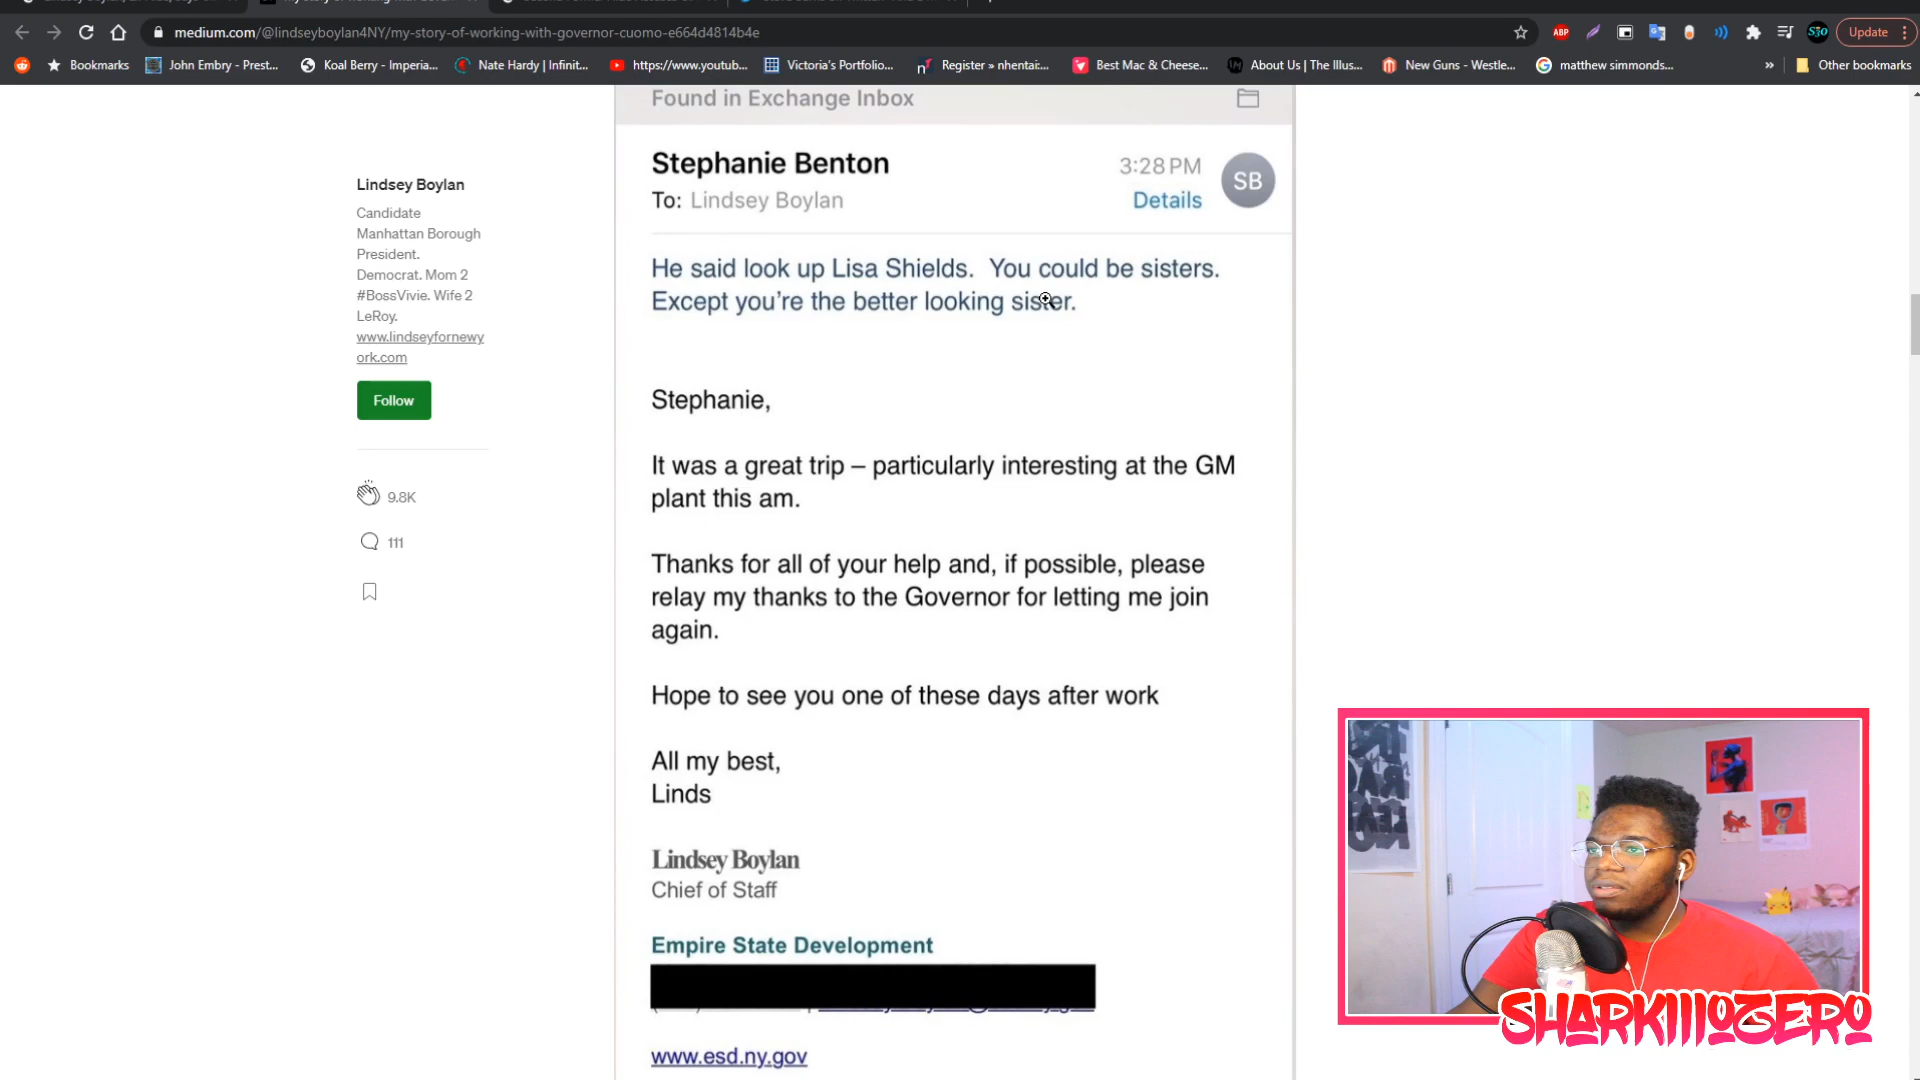 medium.com/@lindseyboylan4NY/my-story-of-working-with-governor-cuomo-e664d4814b4e
ABP
S30
Update
Bookmarks
John Embry - Prest...
Koal Berry - Imperia...
Nate Hardy | Infinit...
https://www.youtub...
Victoria's Portfolio...
Register » nhentai:...
Best Mac & Cheese...
About Us | The Illus...
New Guns - Westle...
matthew simmonds...
»
Other bookmarks
Found in Exchange Inbox
Lindsey Boylan
Candidate
Manhattan Borough
President.
Democrat. Mom 2
#BossVivie. Wife 2
LeRoy.
www.lindseyfornewy
ork.com
Follow
9.8K
111
Stephanie Benton
3:28 PM
SB
To: Lindsey Boylan
Details
He said look up Lisa Shields. You could be sisters.
Except you're the better looking sister.
Stephanie,
It was a great trip – particularly interesting at the GM
plant this am.
Thanks for all of your help and, if possible, please
relay my thanks to the Governor for letting me join
again.
Hope to see you one of these days after work
All my best,
Linds
Lindsey Boylan
Chief of Staff
Empire State Development
www.esd.ny.gov
SHARK1110ZERO